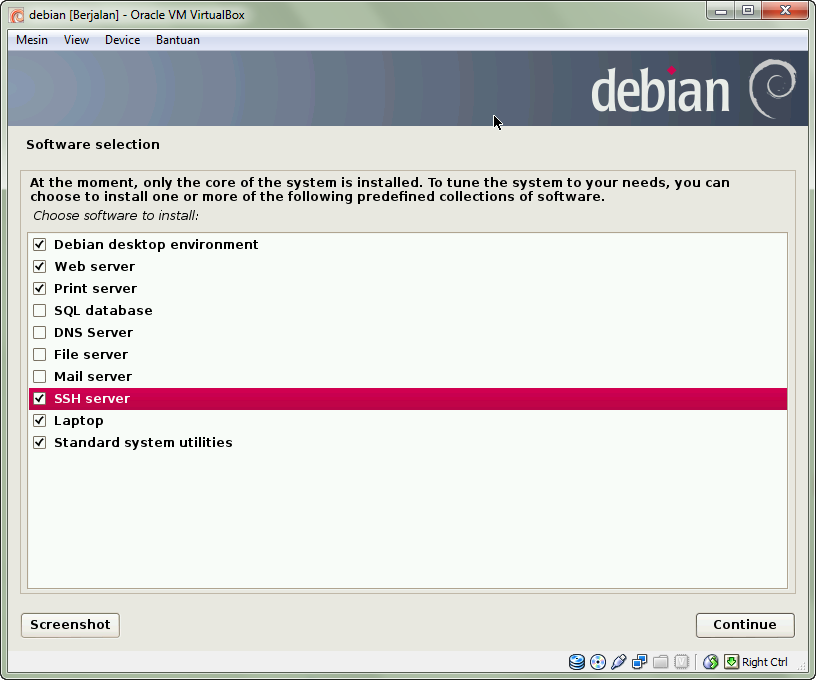 debian [Berjalan] - Oracle VM VirtualBox
Mesin View Device Bantuan
debian
Software selection
At the moment, only the core of the system is installed. To tune the system to your needs, you can
choose to install one or more of the following predefined collections of software.
Choose software to install:
Debian desktop environment
Web server
Print server
SQL database
DNS Server
File server
Mail server
SSH server
Laptop
Standard system utilities
Screenshot Continue
Right Ctrl